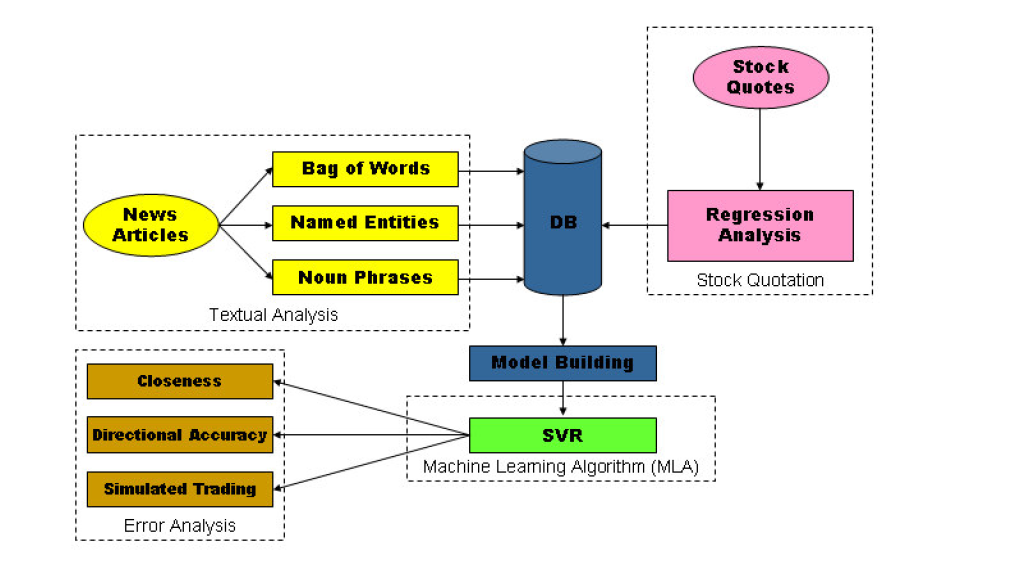 Stock
Quotes
Regression
Analysis
Stock Quotation
News
Articles
Bag of Words
Named Entities
Noun Phrases
Textual Analysis
DB
Model Building
SVR
Machine Learning Algorithm (MLA)
Closeness
Directional Accuracy
Simulated Trading
Error Analysis